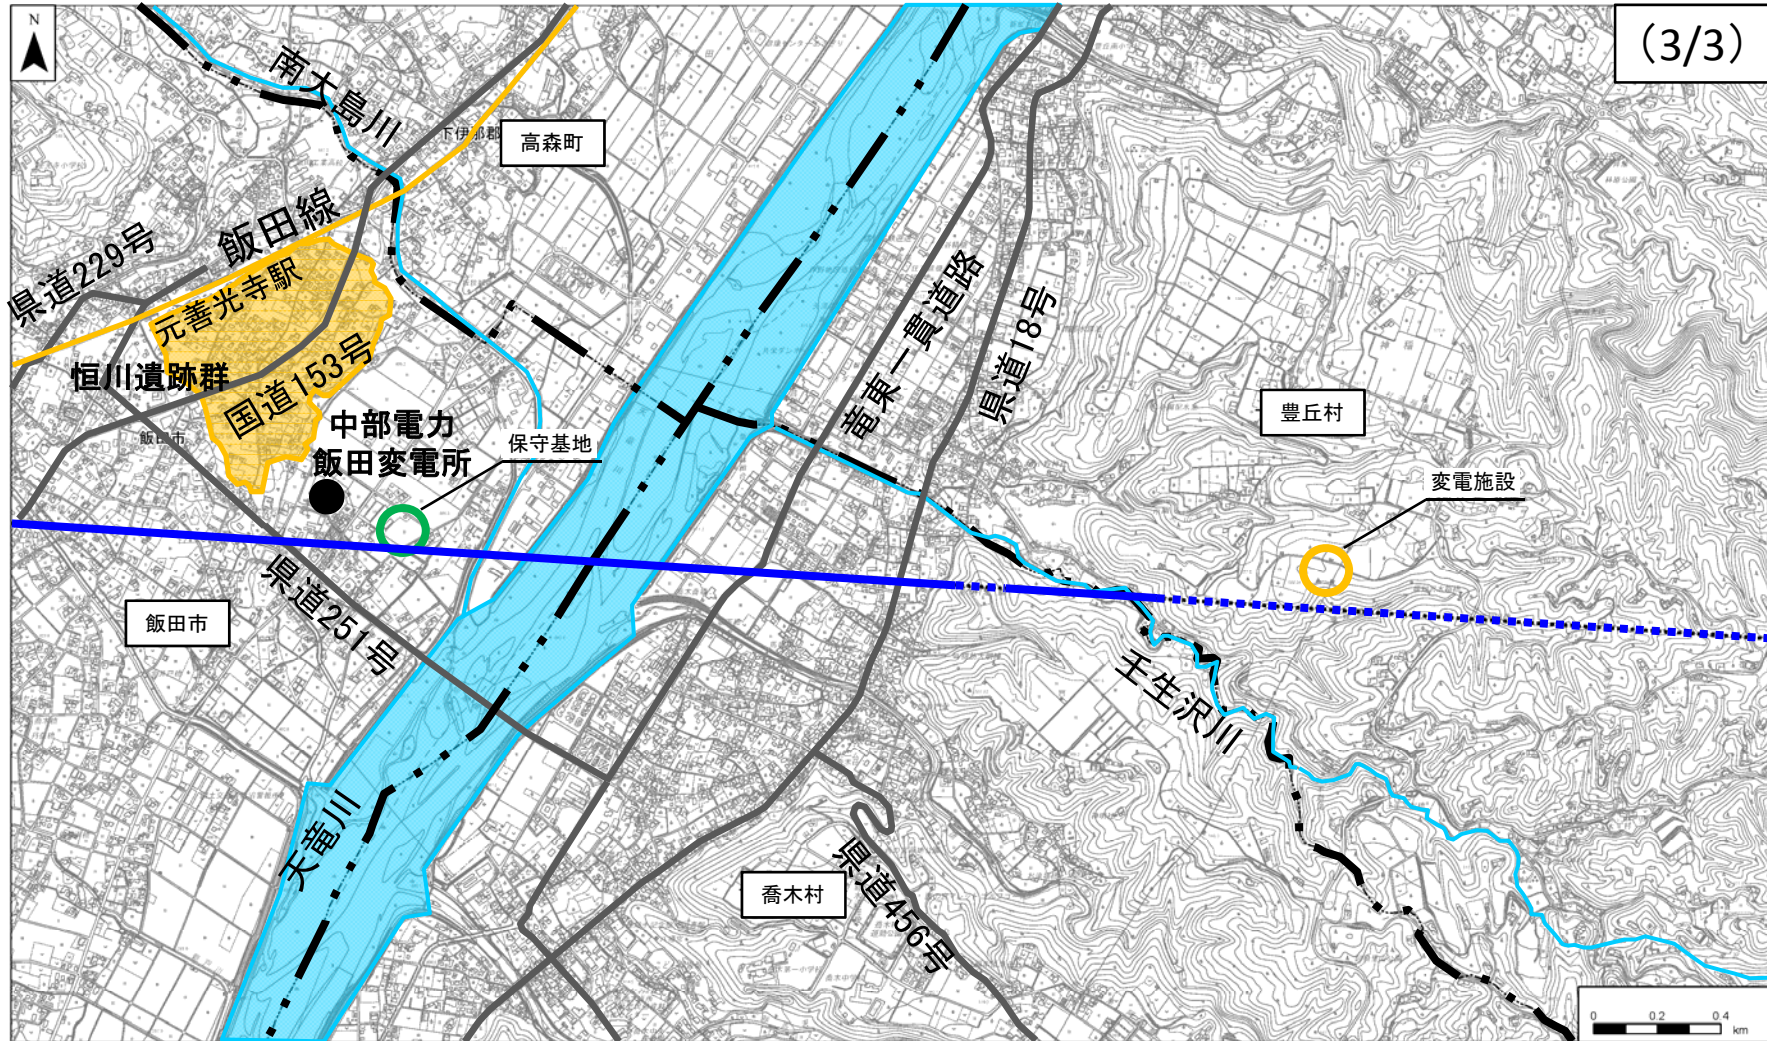 N
(3/3)
南大島川
高森町
下伊那郡
飯田線
県道229号
元善光寺駅
恒川遺跡群
国道153号
飯田市
中部電力
飯田変電所
保守基地
竜東一貫道路
県道18号
豊丘村
変電施設
飯田市
県道251号
壬生沢川
天竜川
喬木村
県道456号
0 0.2 0.4
km